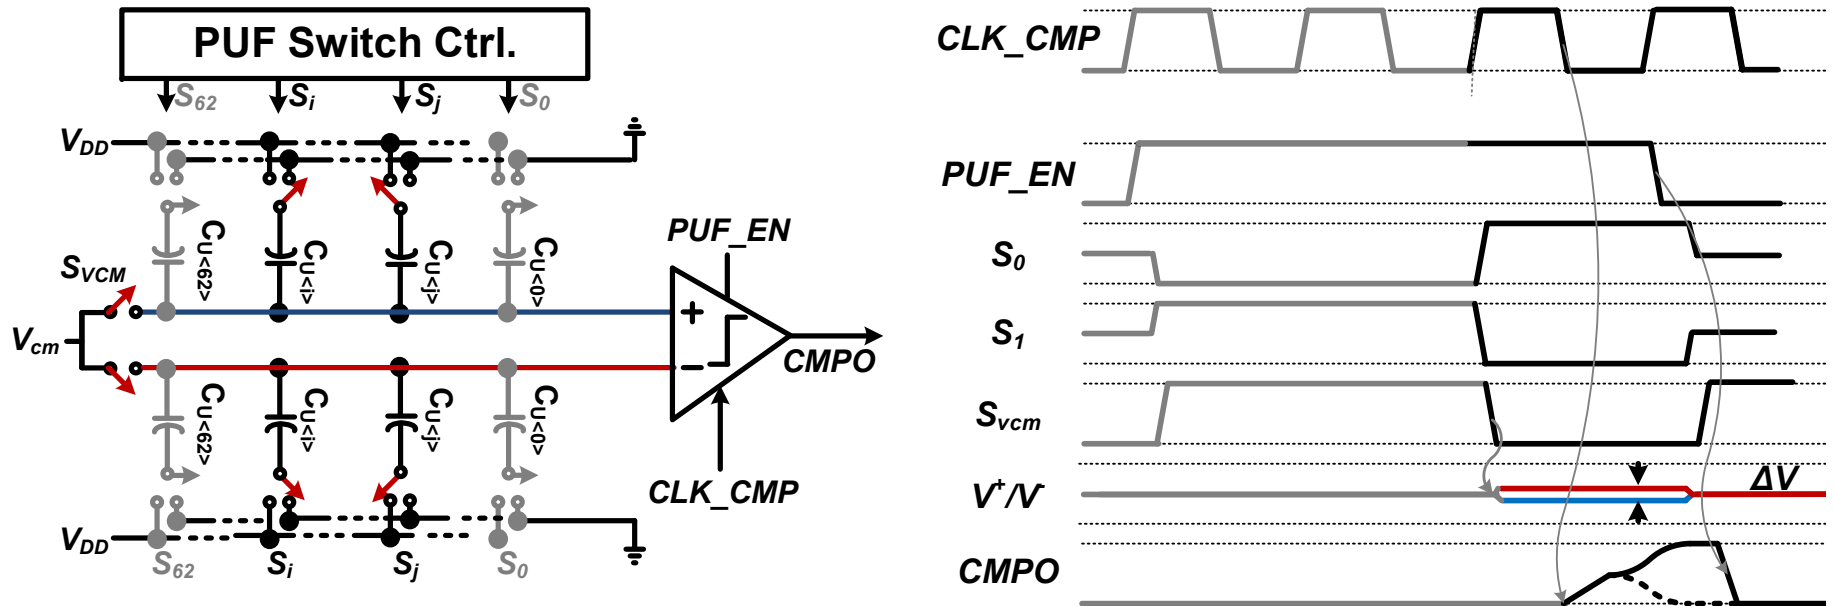 PUF Switch Ctrl.
S62 Si Sj S0
VDD
CU<62> CU<i> CU<j> CU<0>
SVCM
Vcm
PUF_EN
+
−
CMPO
CLK_CMP
CU<62> CU<i> CU<j> CU<0>
VDD
S62 Si Sj S0
CLK_CMP
PUF_EN
S0
S1
Svcm
V+/V- ΔV
CMPO